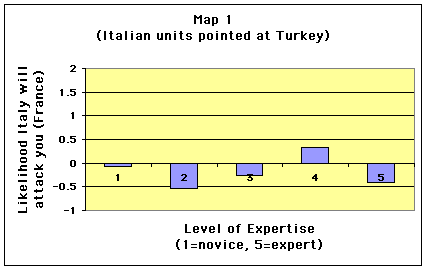 Map 1
(Italian units pointed at Turkey)
Likelihood Italy will
attack you (France)
2
1.5
1
0.5
0
-0.5
-1
1 2 3 4 5
Level of Expertise
(1=novice, 5=expert)